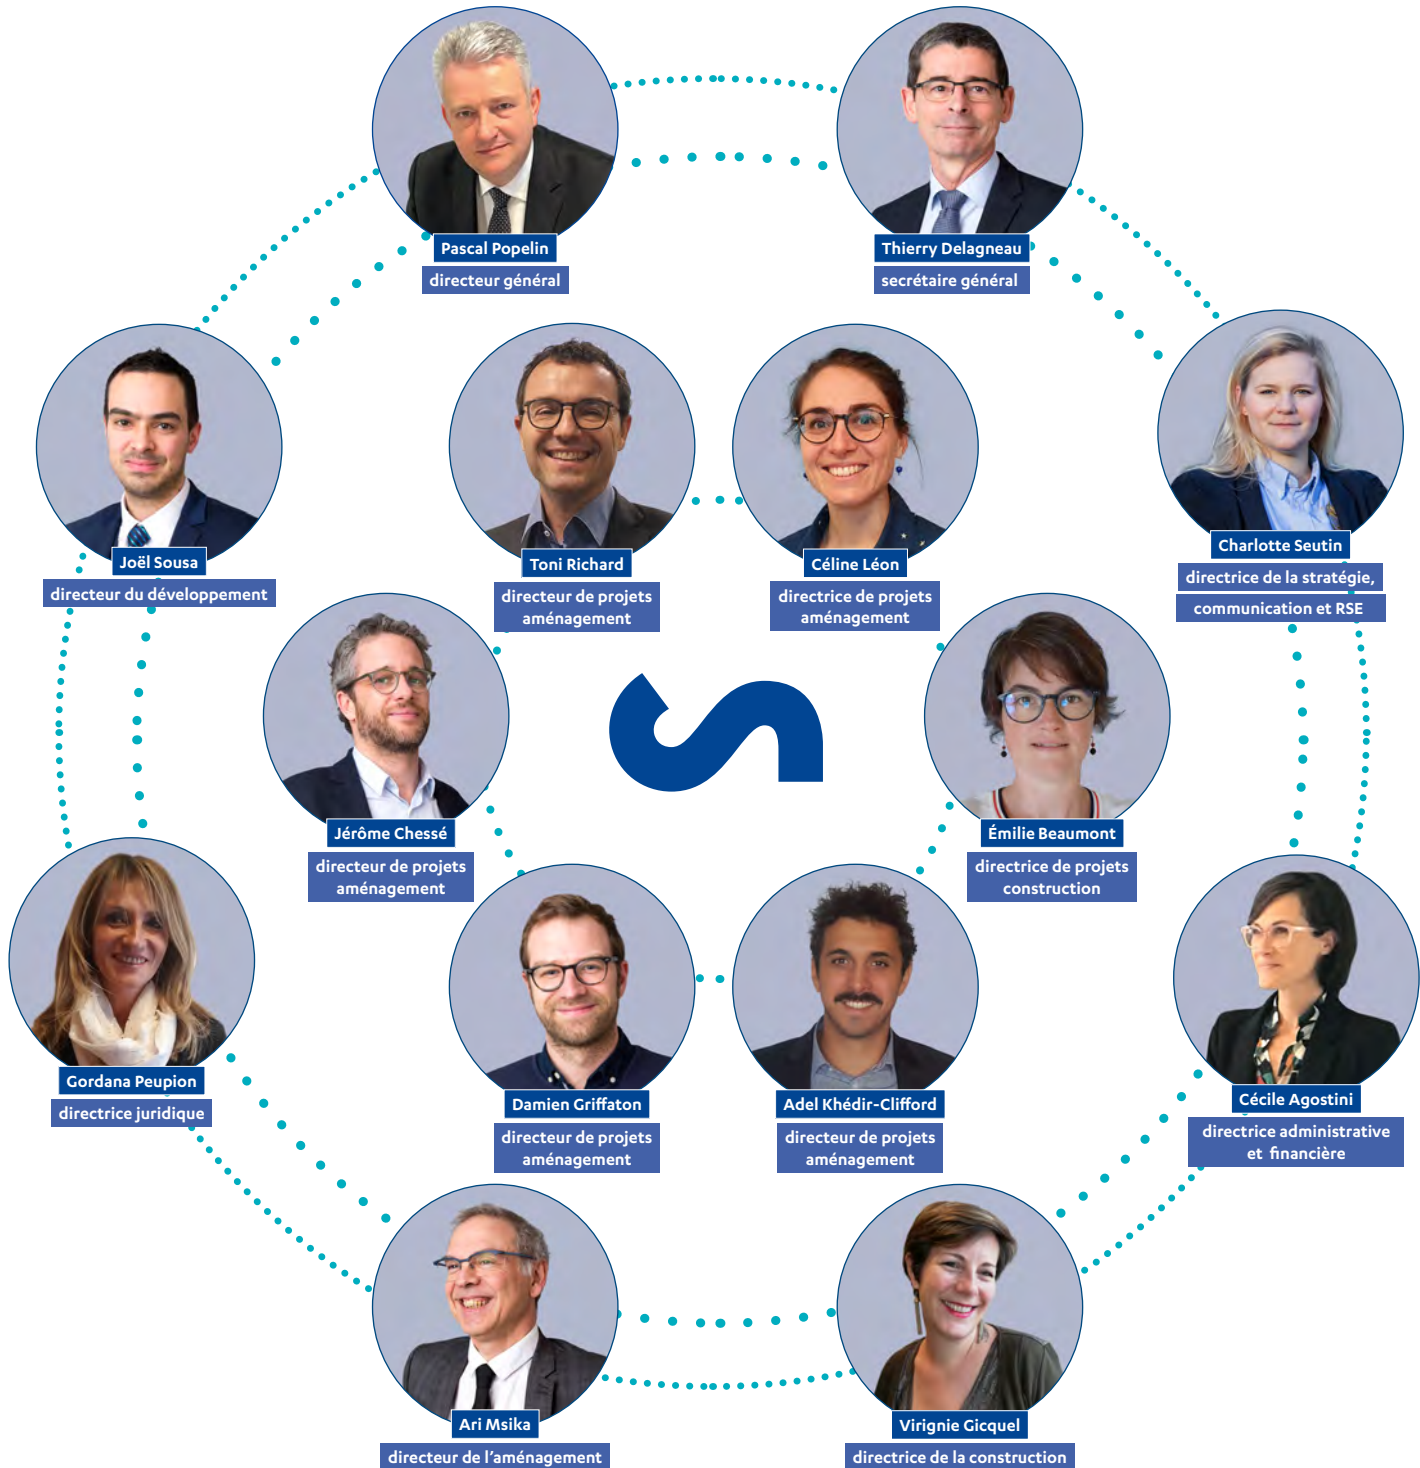 Pascal Popelin
directeur général
Thierry Delagneau
secrétaire général
Joël Sousa
directeur du développement
Toni Richard
directeur de projets
aménagement
Céline Léon
directrice de projets
aménagement
Charlotte Seutin
directrice de la stratégie,
communication et RSE
Jérôme Chessé
directeur de projets
aménagement
Émilie Beaumont
directrice de projets
construction
Gordana Peupion
directrice juridique
Damien Griffaton
directeur de projets
aménagement
Adel Khédir-Clifford
directeur de projets
aménagement
Cécile Agostini
directrice administrative
et financière
Ari Msika
directeur de l'aménagement
Virignie Gicquel
directrice de la construction